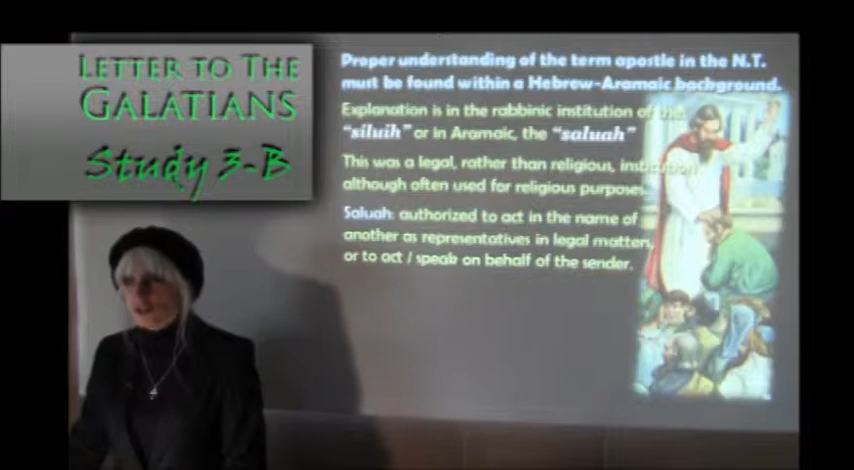 LETTER TO THE
GALATIANS
Study 3-B
Proper understanding of the term apostle in the N.T.
must be found within a Hebrew-Aramaic background.
Explanation is in the rabbinic institution of the
"siluih" or in Aramaic, the "saluah"
This was a legal, rather than religious, institution
although often used for religious purposes.
Saluah: authorized to act in the name of
another as representatives in legal matters,
or to act / speak on behalf of the sender.